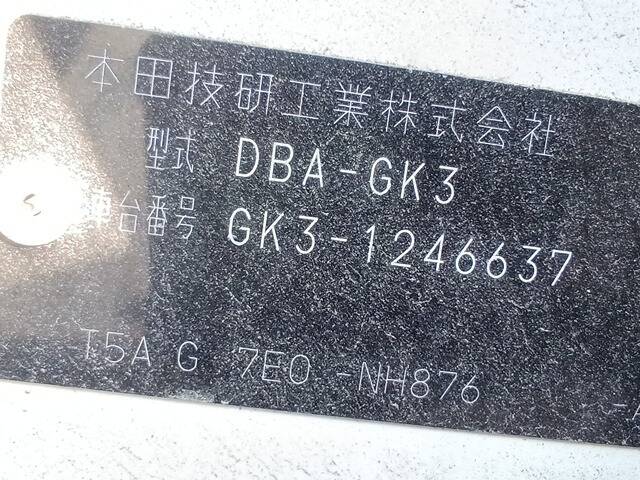 本田技研工業株式会社
型式 DBA-GK3
車台番号 GK3-1246637
T5A G 7E0 -NH876